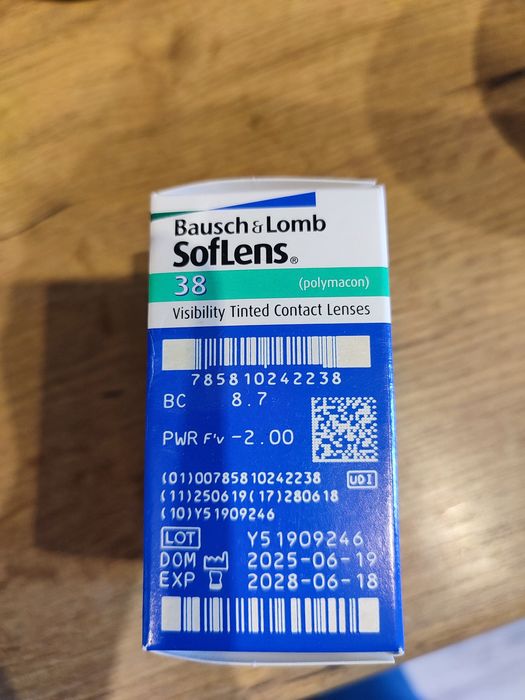 Bausch & Lomb
SofLens®
38 (polymacon)
Visibility Tinted Contact Lenses
785810242238
BC 8.7
PWR F'v -2.00
(01)00785810242238 UDI
(11)250619(17)280618
(10)Y51909246
LOT Y51909246
DOM 2025-06-19
EXP 2028-06-18